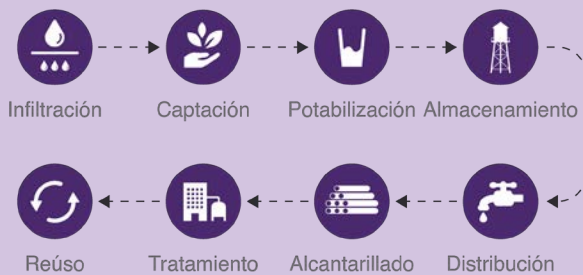 Infiltración
Captación
Potabilización
Almacenamiento
Distribución
Alcantarillado
Tratamiento
Reúso